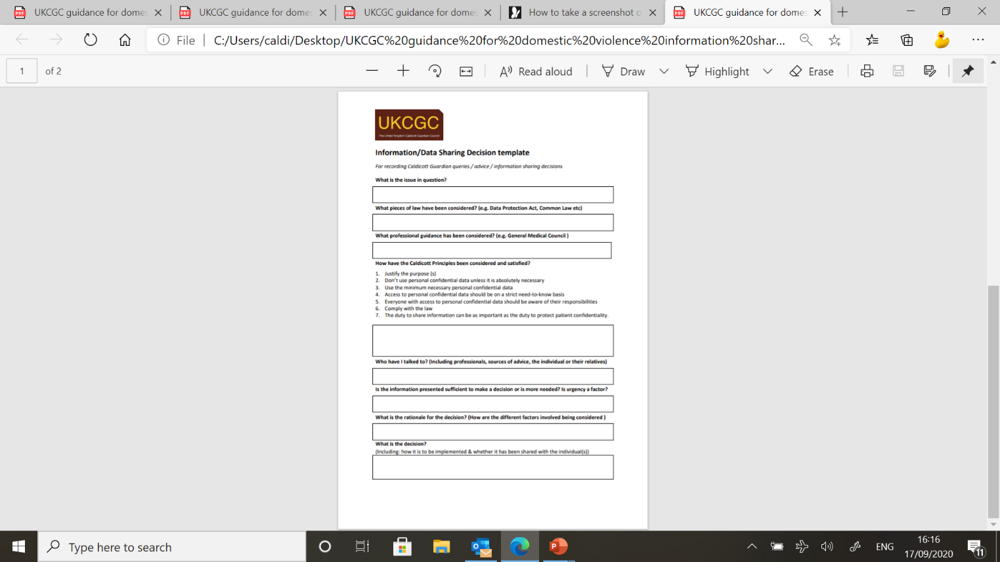 UKCGC guidance for domes
UKCGC guidance for domes
UKCGC guidance for domes
How to take a screenshot o
UKCGC guidance for domes
File
C:/Users/caldi/Desktop/UKCGC%20guidance%20for%20domestic%20violence%20information%20shar...
1 of 2
Read aloud
Draw
Highlight
Erase
UKCGC
The United Kingdom Caldicott Guardian Council
Information/Data Sharing Decision template
For recording Caldicott Guardian queries / advice / information sharing decisions
What is the issue in question?
What pieces of law have been considered? (e.g. Data Protection Act, Common Law etc)
What professional guidance has been considered? (e.g. General Medical Council )
How have the Caldicott Principles been considered and satisfied?
1. Justify the purpose (s)
2. Don't use personal confidential data unless it is absolutely necessary
3. Use the minimum necessary personal confidential data
4. Access to personal confidential data should be on a strict need-to-know basis
5. Everyone with access to personal confidential data should be aware of their responsibilities
6. Comply with the law
7. The duty to share information can be as important as the duty to protect patient confidentiality.
Who have I talked to? (Including professionals, sources of advice, the individual or their relatives)
Is the information presented sufficient to make a decision or is more needed? Is urgency a factor?
What is the rationale for the decision? (How are the different factors involved being considered )
What is the decision?
(Including: how it is to be implemented & whether it has been shared with the individual(s))
Type here to search
ENG
16:16
17/09/2020
11